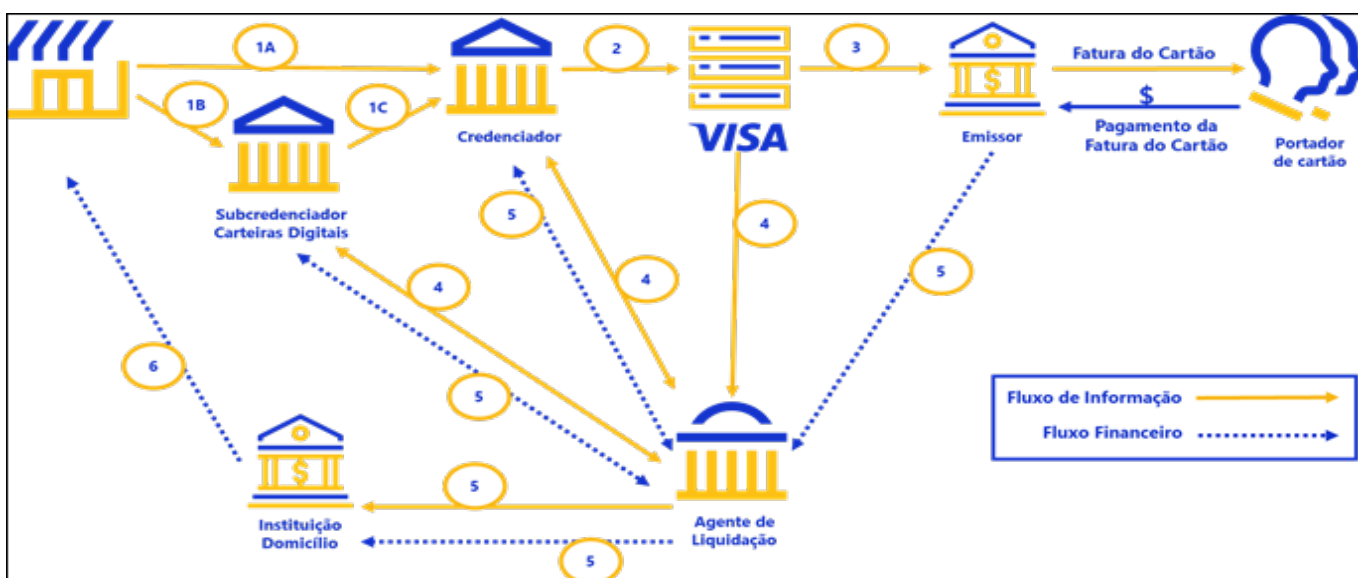 1A
2
3
Fatura do Cartão
$
$
1B
1C
Credenciador
VISA
Emissor
Pagamento da
Fatura do Cartão
Portador
de cartão
Subcredenciador
Carteiras Digitais
5
4
4
4
5
6
5
Fluxo de Informação
Fluxo Financeiro
$
5
Instituição
Domicílio
Agente de
Liquidação
5